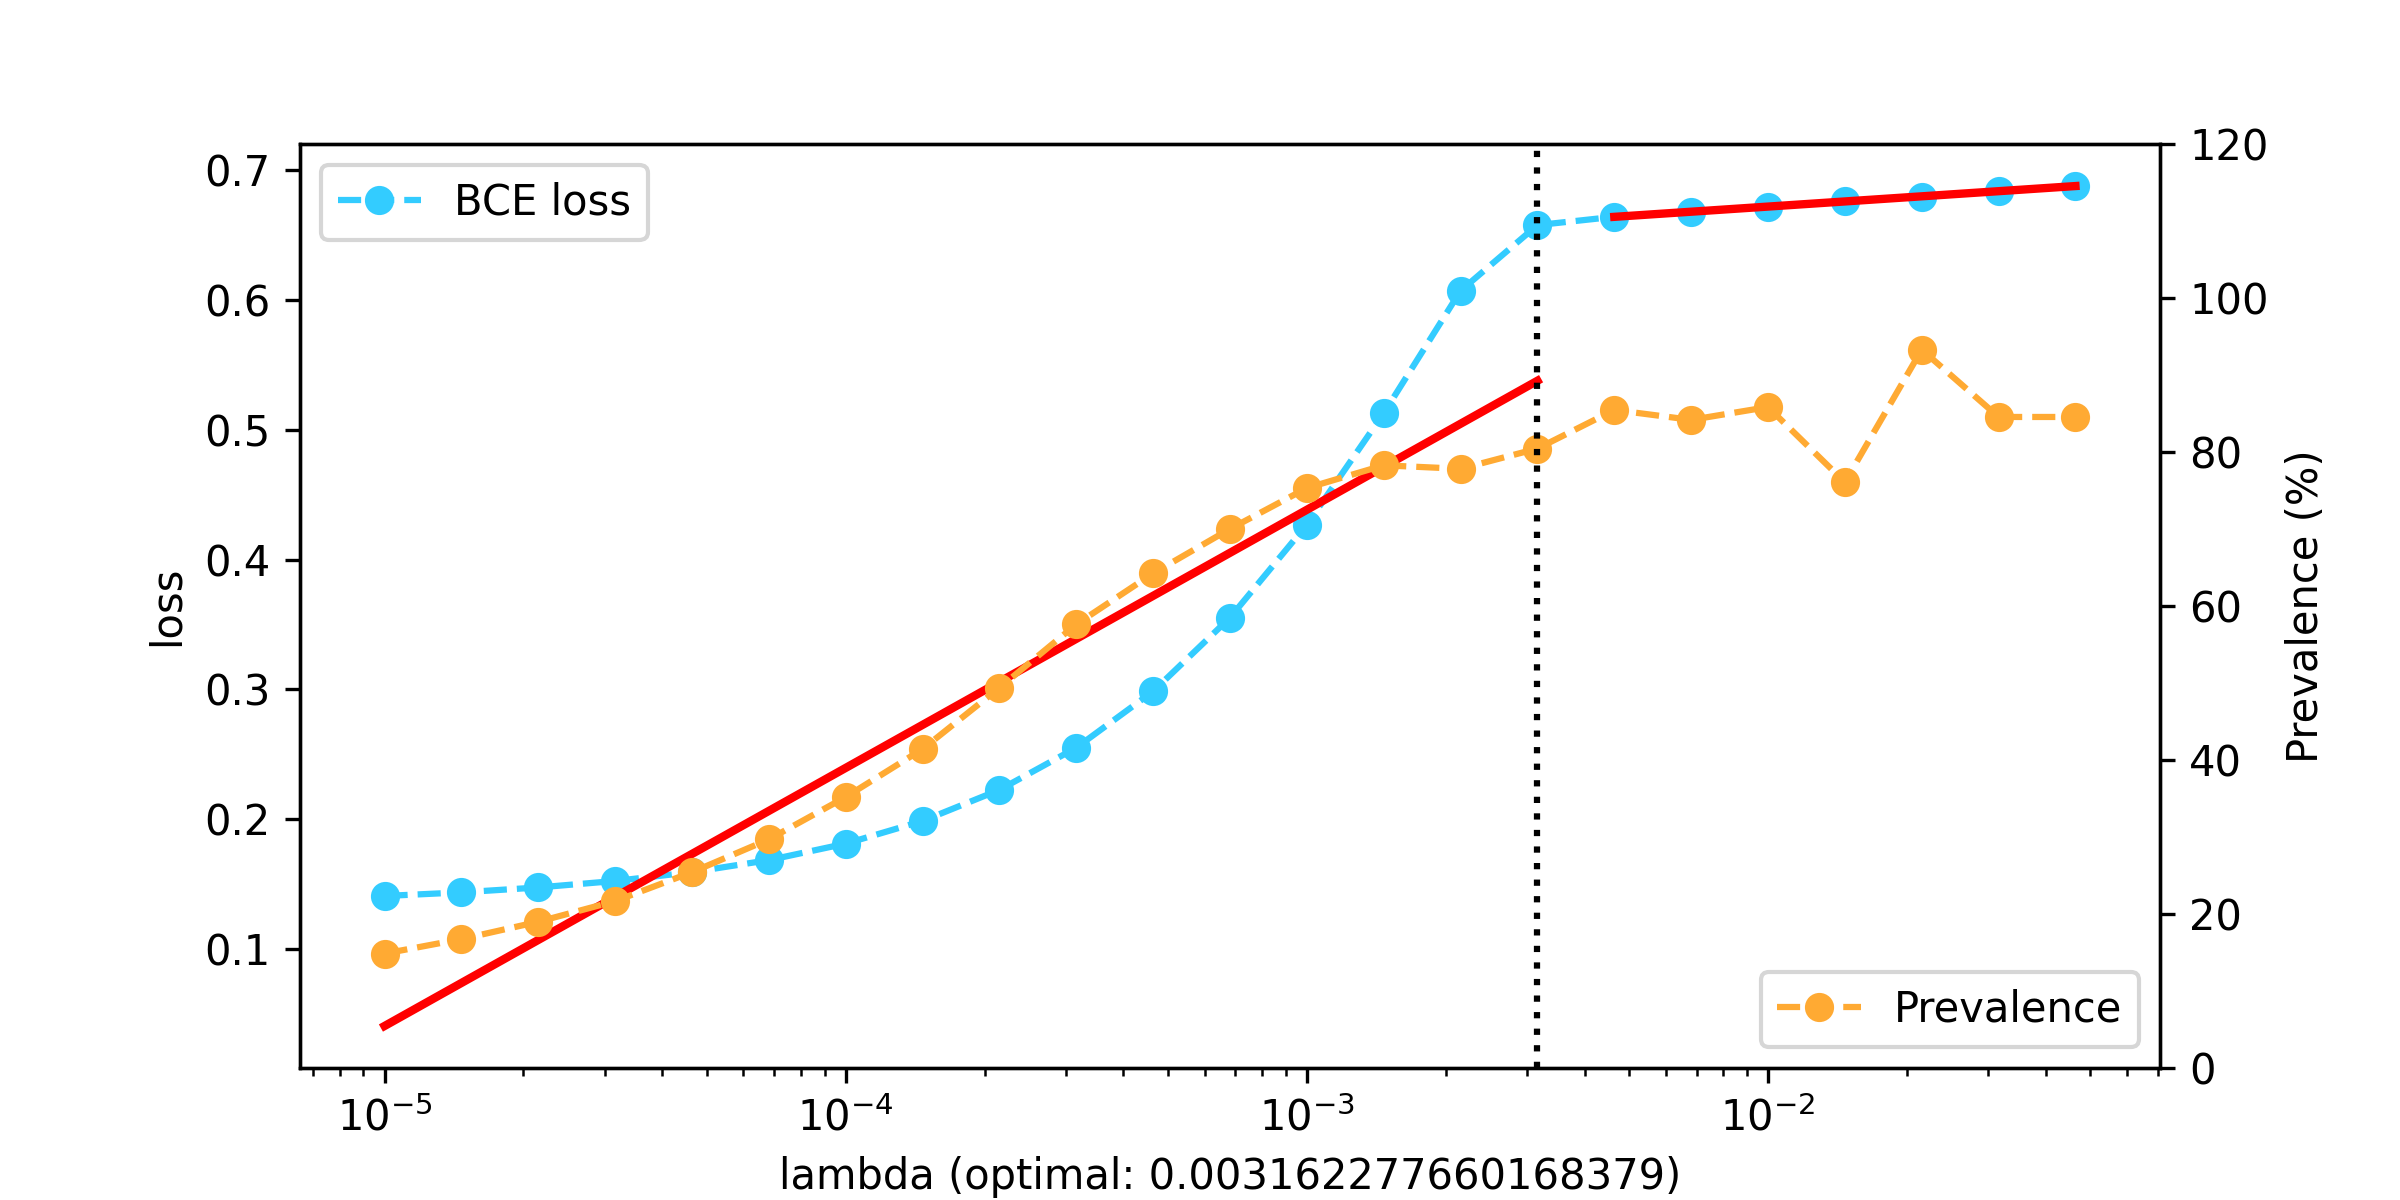 BCE loss
Prevalence
loss
0.7
0.6
0.5
0.4
0.3
0.2
0.1
Prevalence (%)
120
100
80
60
40
20
0
10⁻⁵ 10⁻⁴ 10⁻³ 10⁻²
lambda (optimal: 0.003162277660168379)